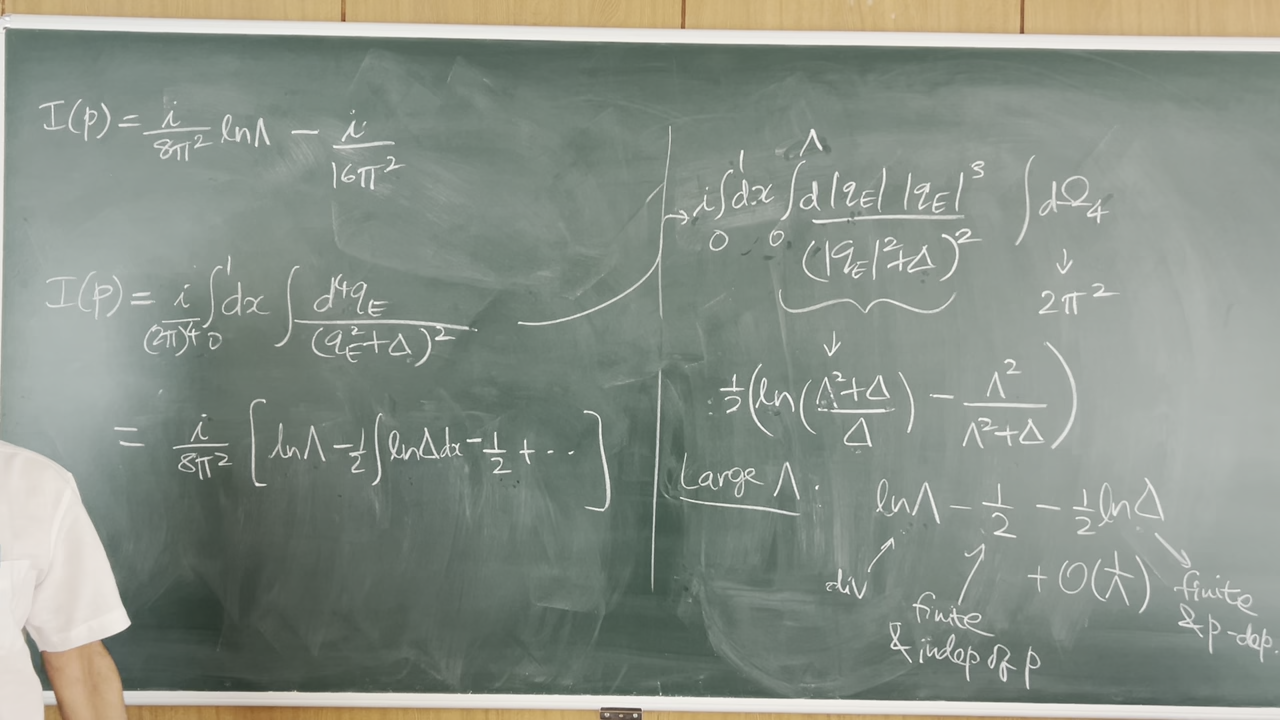 I(p) = i/8π² lnΛ − i/16π²
I(p) = i/(2π)⁴ ∫₀¹ dx ∫ d⁴q_E/(q_E²+Δ)²
= i/8π² [ lnΛ − ½∫lnΔdx − ½ + ⋯ ]
→ i∫₀¹dx ∫₀^Λ d|q_E| |q_E|³/(|q_E|²+Δ)² ∫dΩ₄
↓
2π²
↓
½(ln((Λ²+Δ)/Δ) − Λ²/(Λ²+Δ))
Large Λ:
lnΛ − ½ − ½lnΔ
+ O(1/Λ)
div
finite
& indep of p
finite
& p-dep.